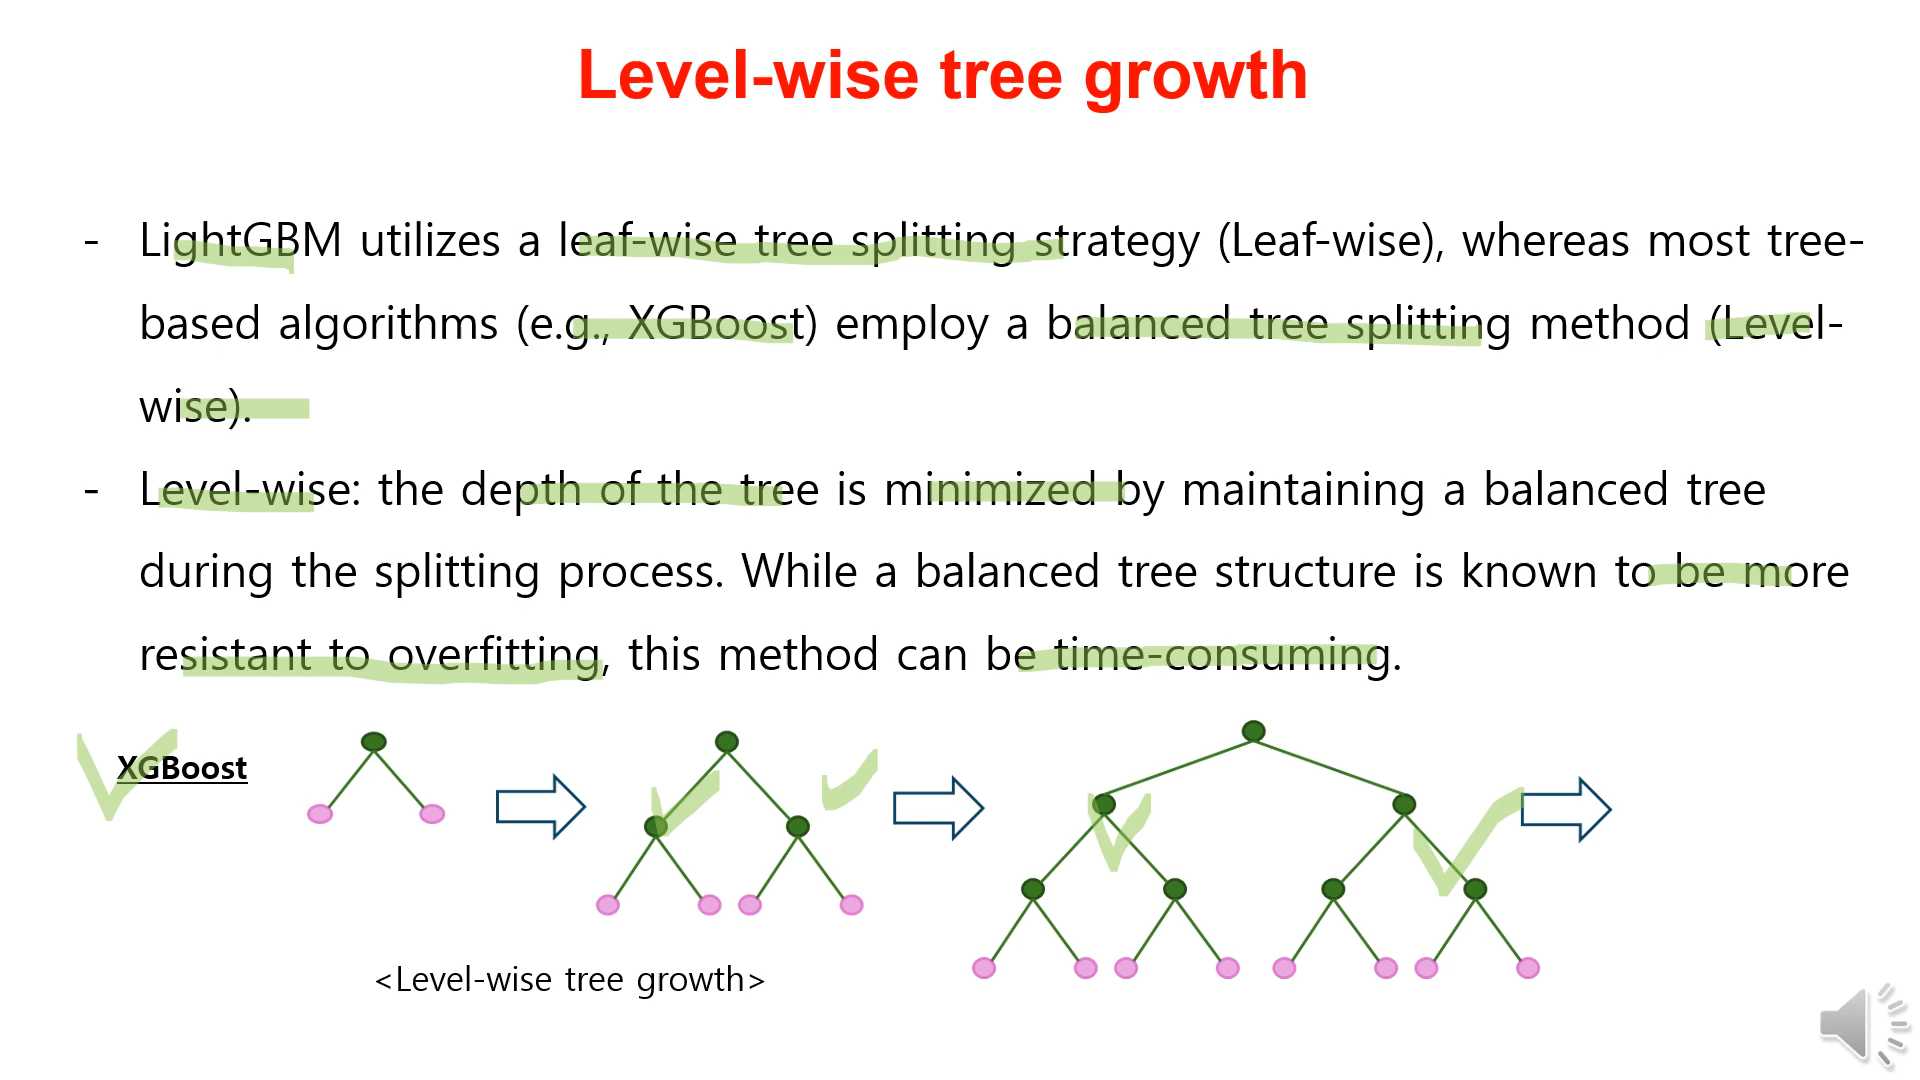 Level-wise tree growth
- LightGBM utilizes a leaf-wise tree splitting strategy (Leaf-wise), whereas most tree-
based algorithms (e.g., XGBoost) employ a balanced tree splitting method (Level-
wise).
- Level-wise: the depth of the tree is minimized by maintaining a balanced tree
during the splitting process. While a balanced tree structure is known to be more
resistant to overfitting, this method can be time-consuming.
XGBoost
<Level-wise tree growth>